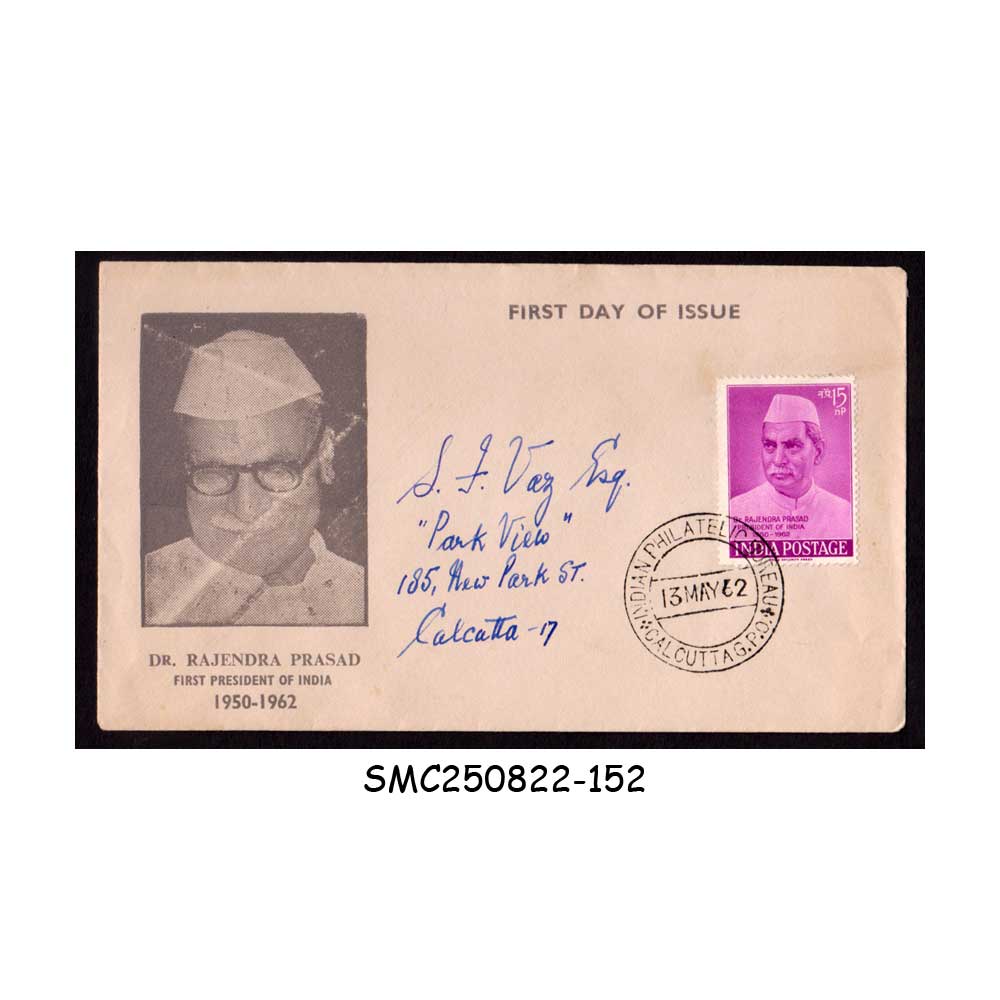 FIRST DAY OF ISSUE
न.पै.15
nP
Dr RAJENDRA PRASAD
PRESIDENT OF INDIA
1950-1962
INDIA POSTAGE
S. F. Vaz Esq.
"Park View"
185, New Park ST.
Calcutta -17
INDIAN PHILATELIC BUREAU
13 MAY 62
CALCUTTA G.P.O.
DR. RAJENDRA PRASAD
FIRST PRESIDENT OF INDIA
1950-1962
SMC250822-152